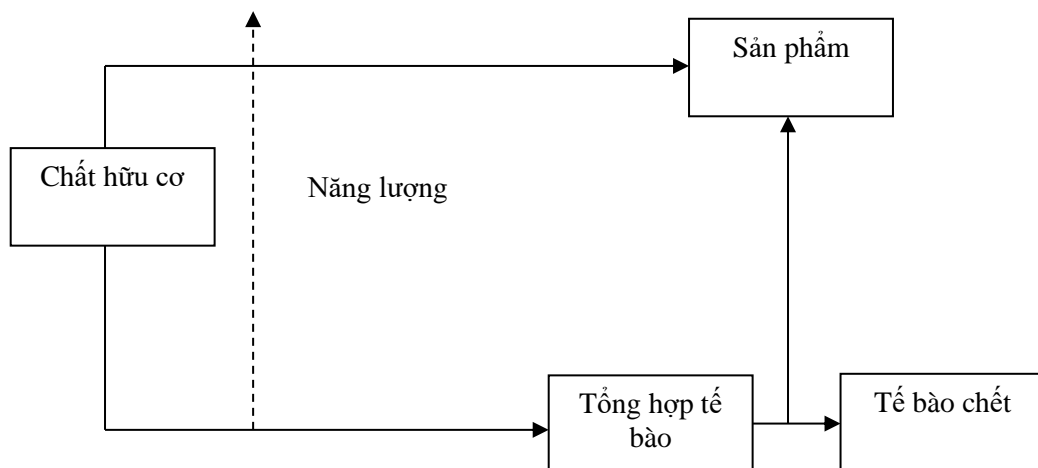 Sản phẩm
Chất hữu cơ
Năng lượng
Tổng hợp tế
bào
Tế bào chết